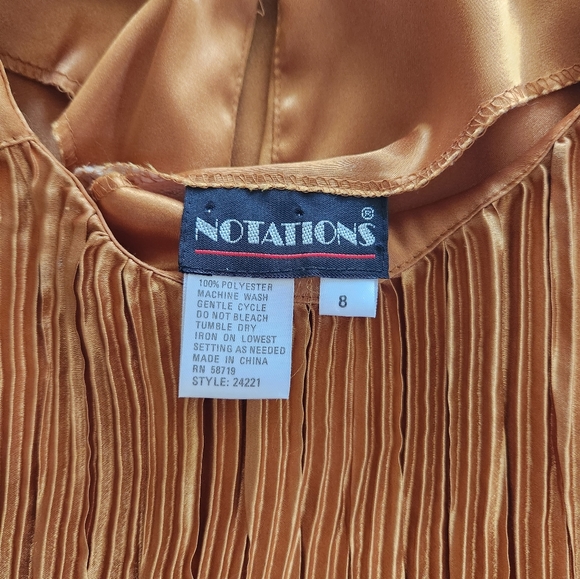 NOTATIONS®
100% POLYESTER
MACHINE WASH
GENTLE CYCLE
DO NOT BLEACH
TUMBLE DRY
IRON ON LOWEST
SETTING AS NEEDED
MADE IN CHINA
RN 58719
STYLE: 24221
8